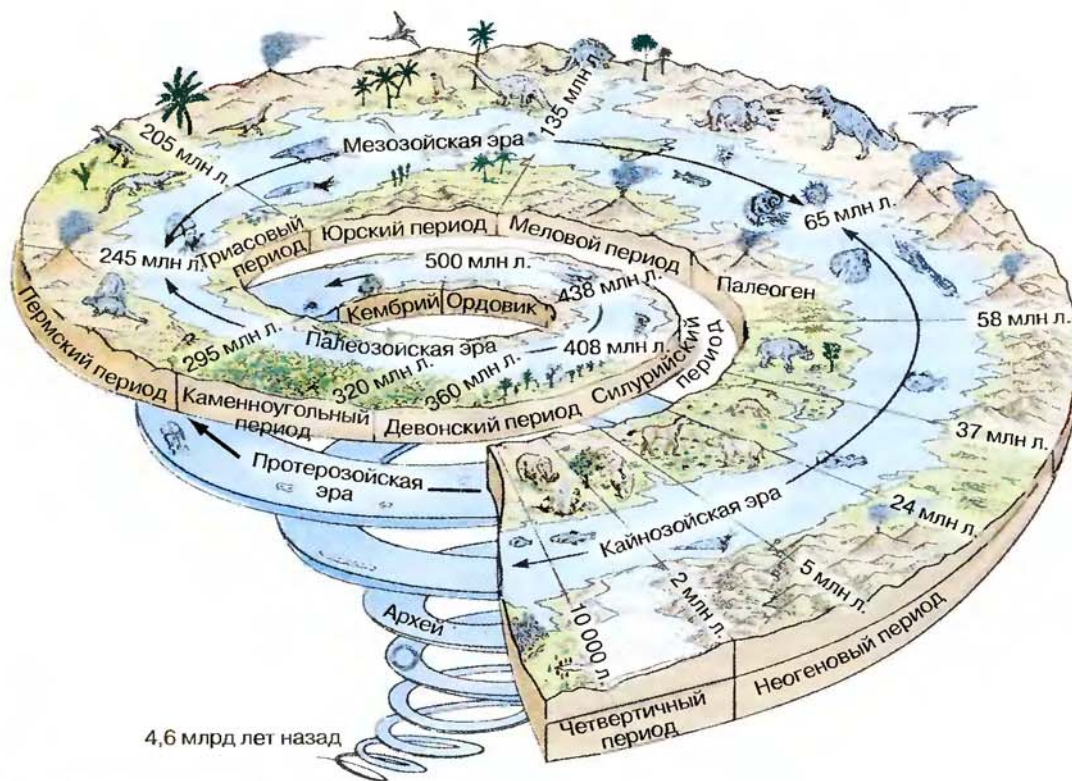 135 млн л.
205 млн л.
Мезозойская эра
65 млн л.
Триасовый
период
Юрский период
Меловой период
245 млн л.
500 млн л.
438 млн л.
Палеоген
Кембрий
Ордовик
58 млн л.
Пермский период
295 млн л.
Палеозойская эра
408 млн л.
320 млн л.
360 млн л.
Силурийский
период
Каменноугольный
период
Девонский период
37 млн л.
Протерозойская
эра
24 млн л.
Кайнозойская эра
5 млн л.
2 млн л.
10 000 л.
Архей
Неогеновый период
Четвертичный
период
4,6 млрд лет назад